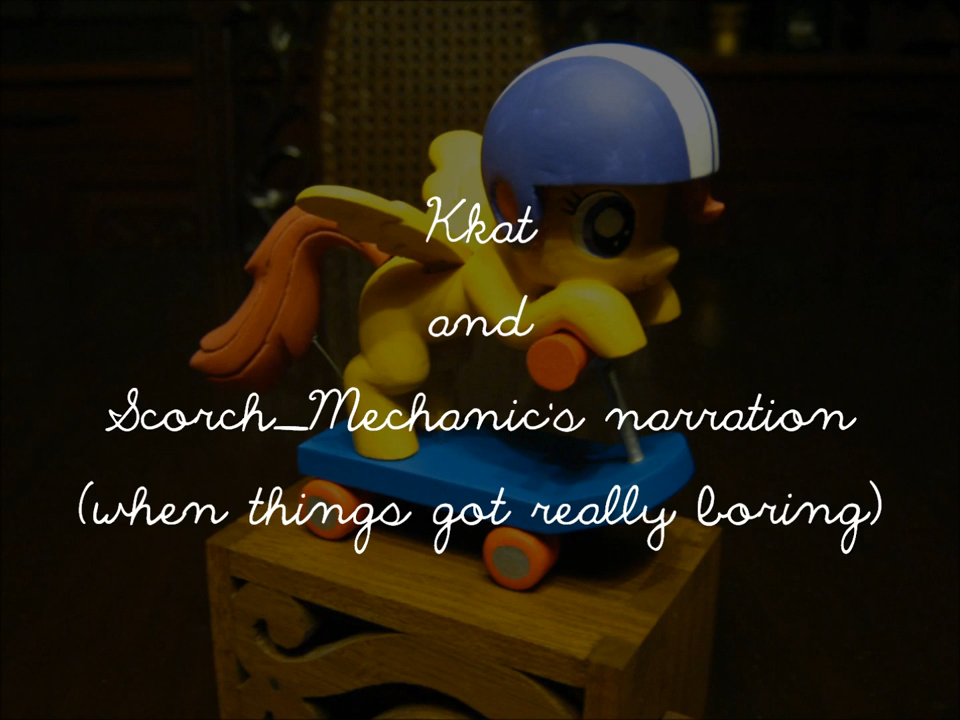 Kkat
and
Scorch_Mechanic's narration
(when things got really boring)